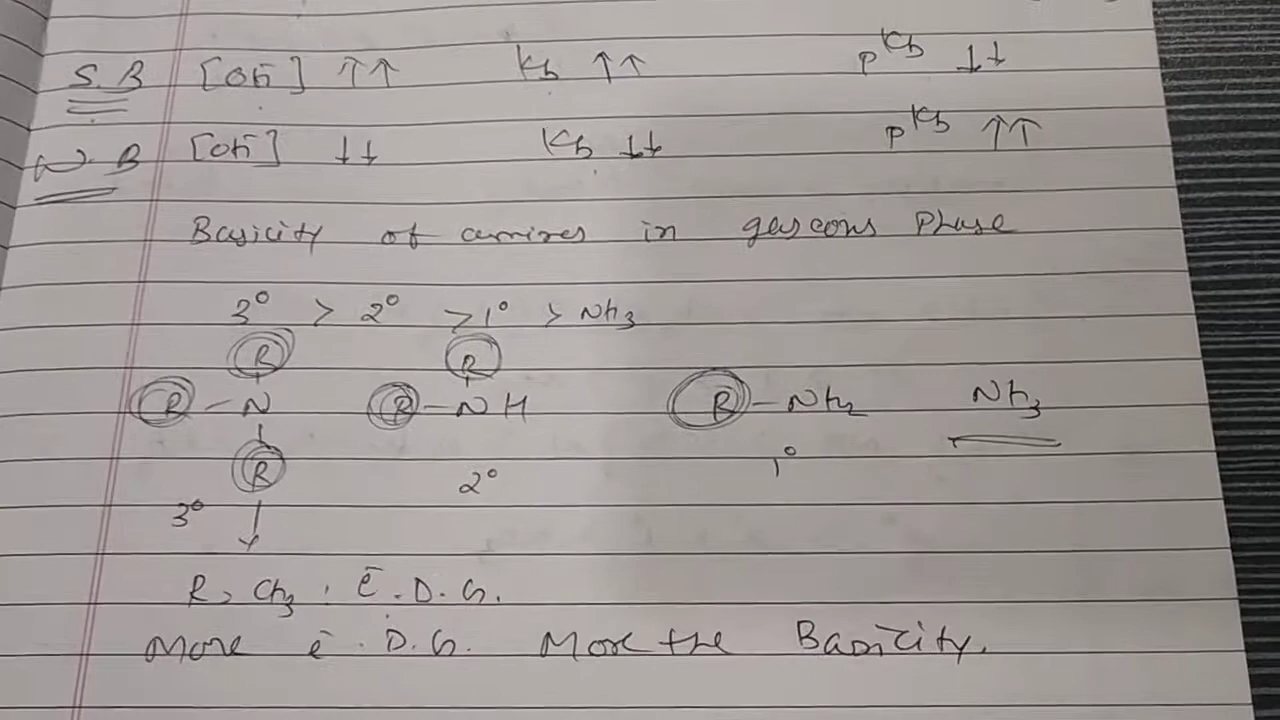 S.B [OH̄] ↑↑ Kb ↑↑ pKb ↓↓
W.B [OH̄] ↓↓ Kb ↓↓ pKb ↑↑
Basicity of amines in gaseous Phase
3° > 2° > 1° > NH3
R R
R - N R - NH R - NH2 NH3
R 2° 1°
3° ↓
R, CH3 : ē.D.G.
More ē.D.G. More the Basicity.